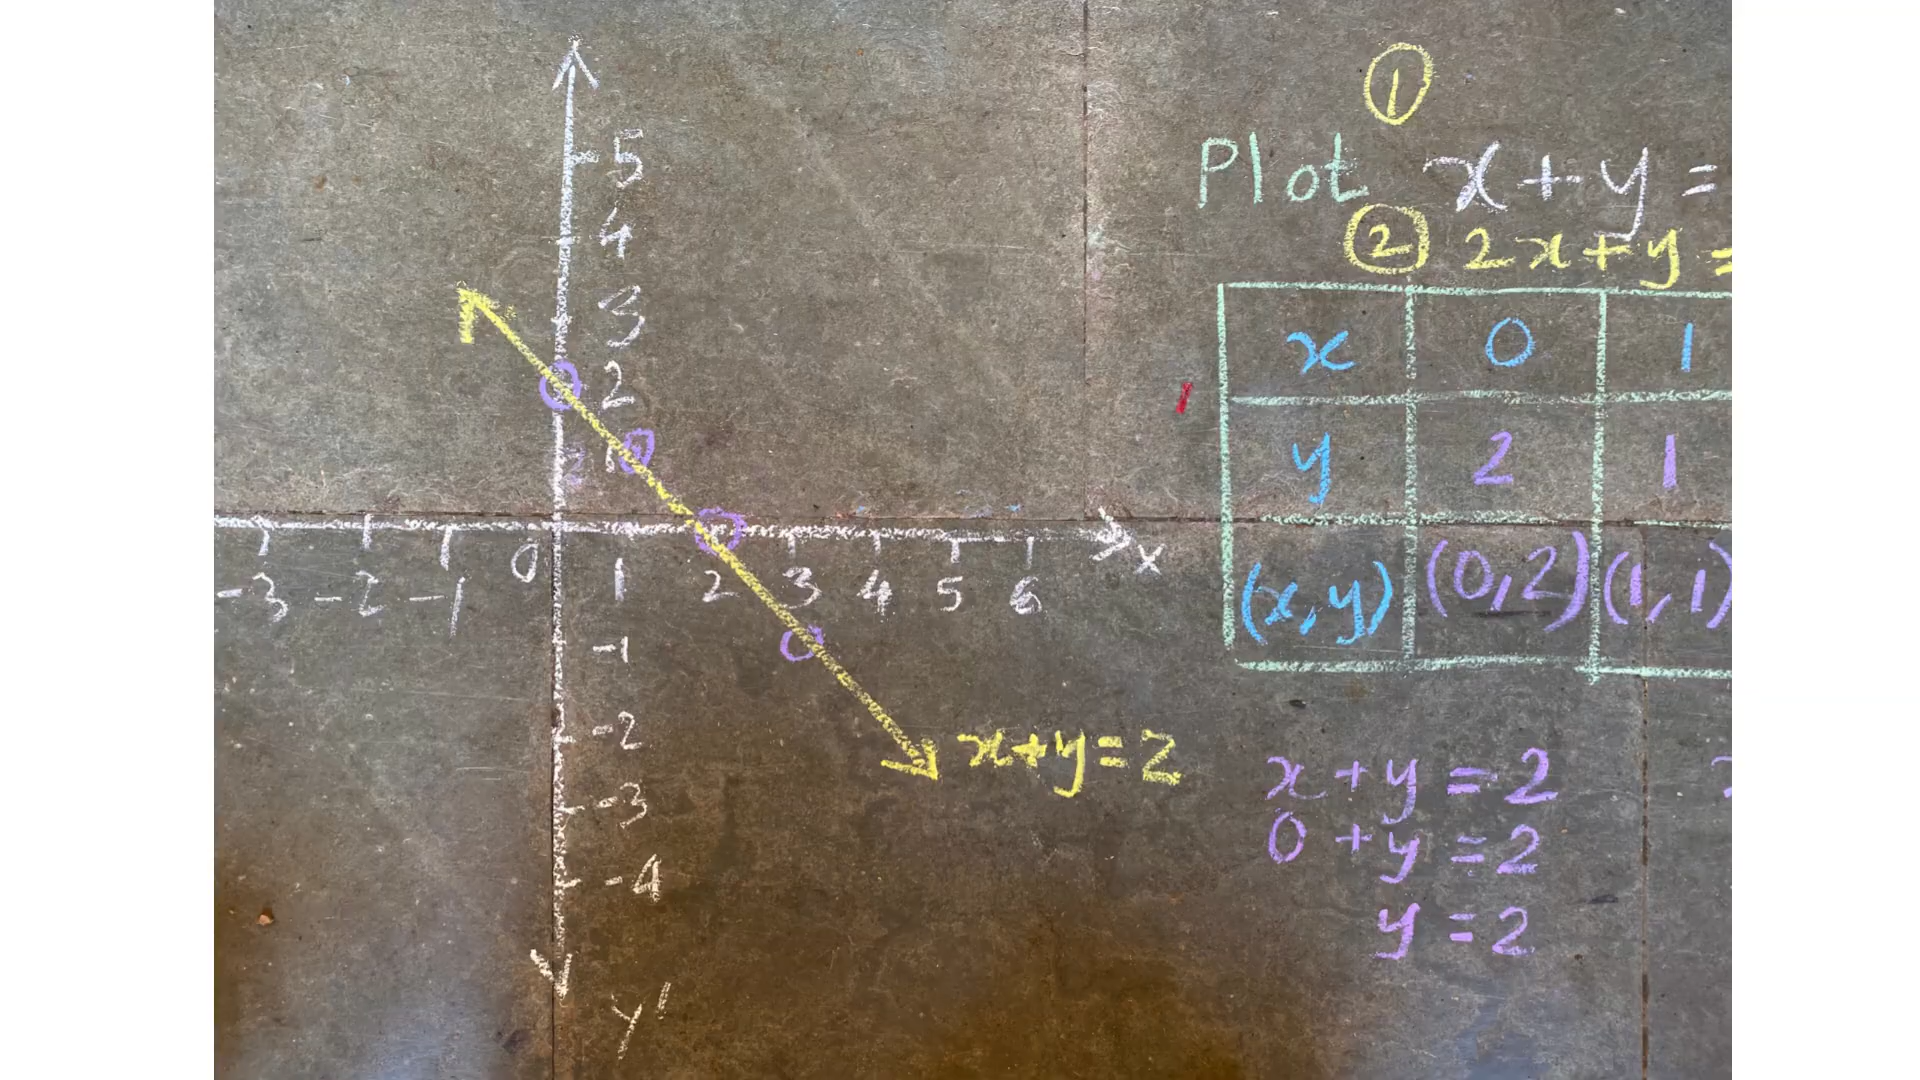 5
4
3
2
-3 -2 -1 0 1 2 3 4 5 6 x
-1
-2
-3
-4
y'
x+y=2
1
Plot x+y=
2 2x+y=
x 0 1
y 2 1
(x,y) (0,2) (1,1)
x+y=2
0+y=2
y=2